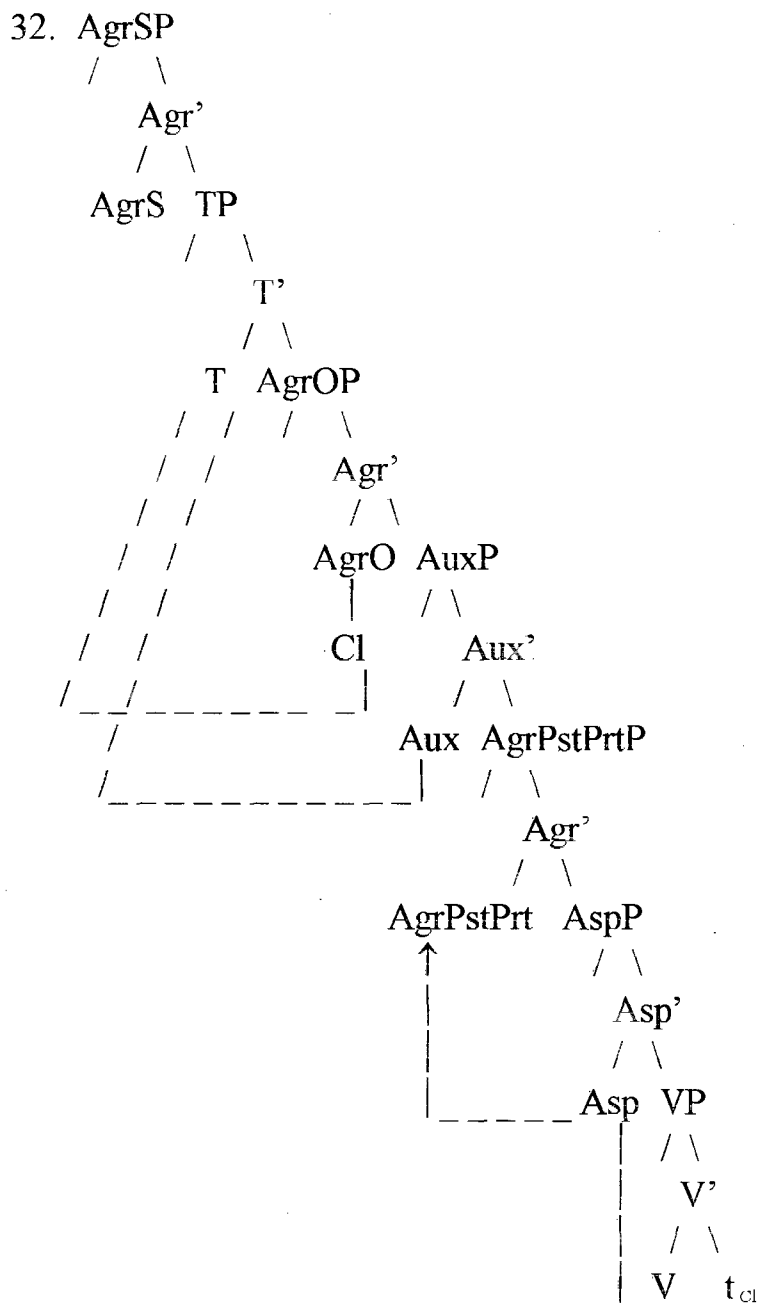 32. AgrSP
Agr’
AgrS TP
T’
T AgrOP
Agr’
AgrO AuxP
Cl Aux’
Aux AgrPstPrtP
Agr’
AgrPstPrt AspP
Asp’
Asp VP
V’
V t Cl